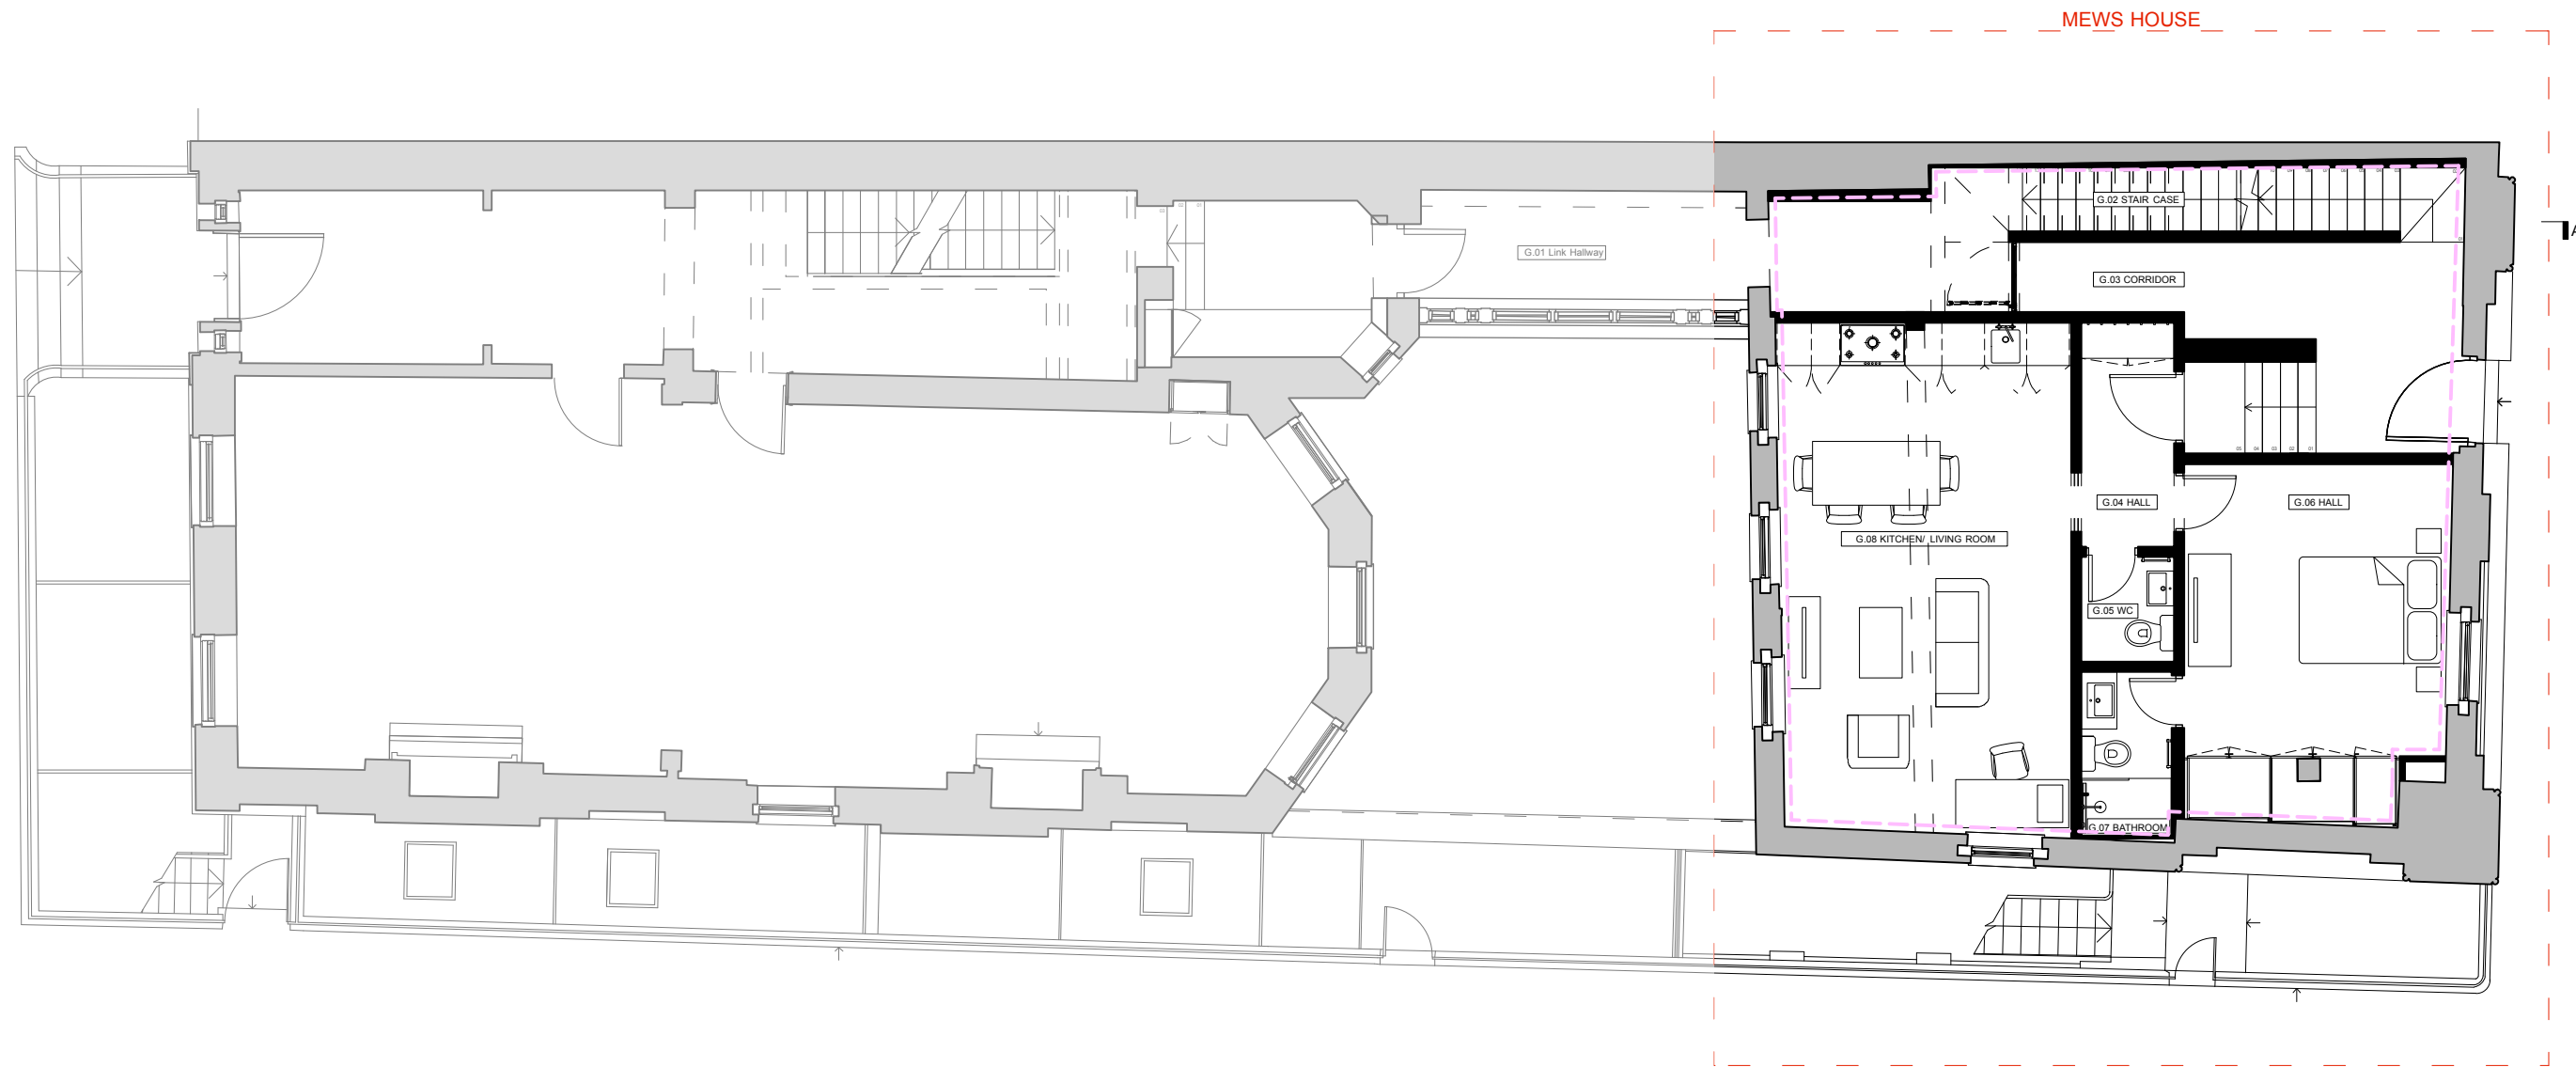 MEWS HOUSE
G.02 STAIR CASE
A
G.01 Link Hallway
G.03 CORRIDOR
G.04 HALL
G.06 HALL
G.08 KITCHEN/ LIVING ROOM
G.05 WC
G.07 BATHROOM